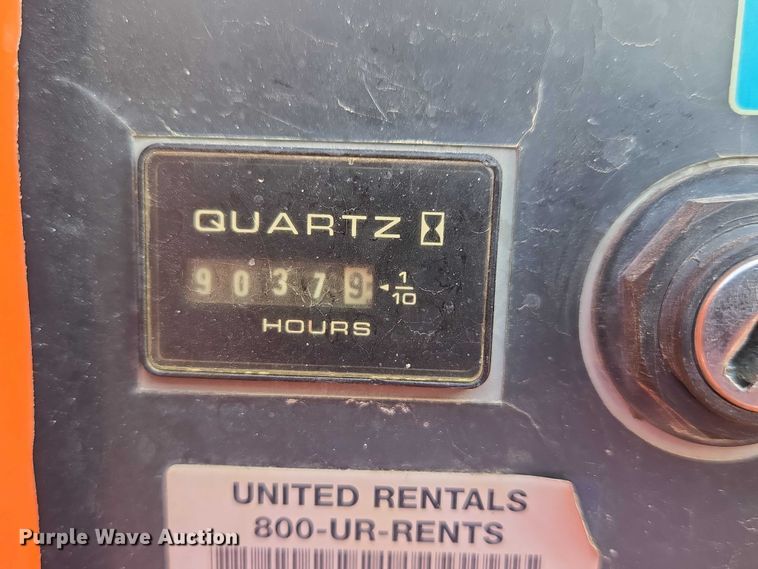 QUARTZ
90379 1/10
HOURS
UNITED RENTALS
800-UR-RENTS
Purple Wave Auction